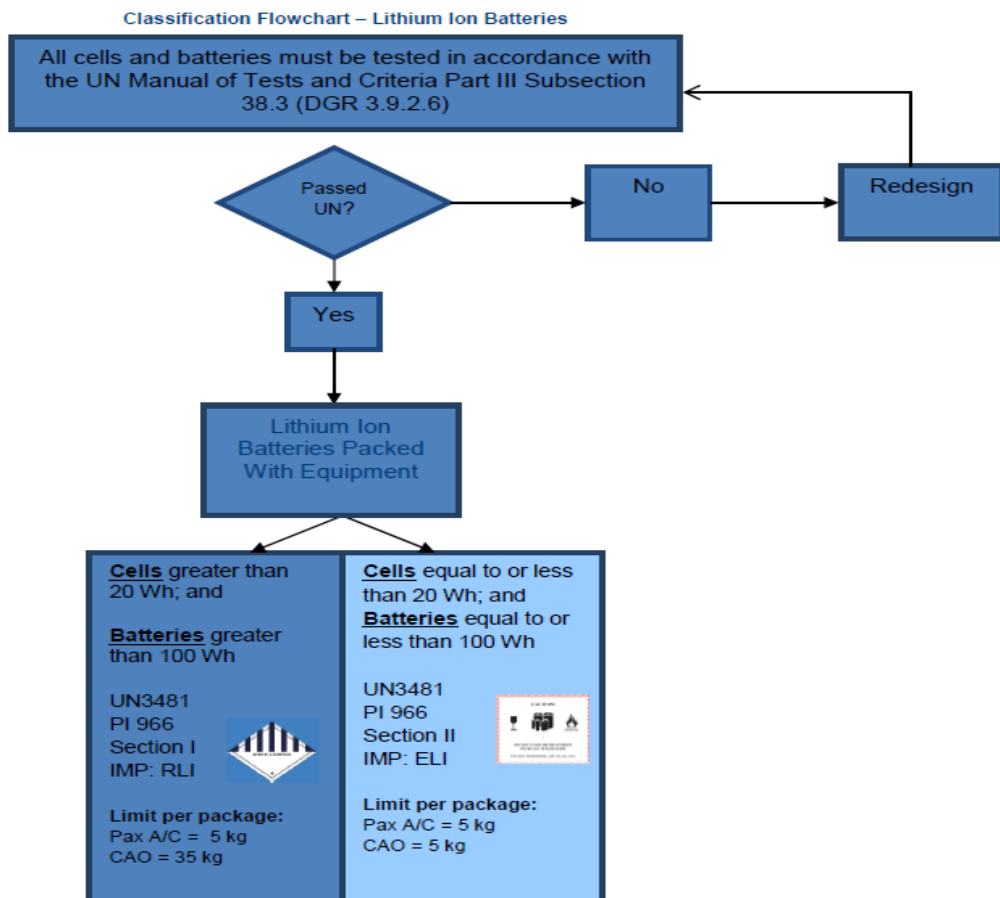 Classification Flowchart – Lithium Ion Batteries
All cells and batteries must be tested in accordance with
the UN Manual of Tests and Criteria Part III Subsection
38.3 (DGR 3.9.2.6)
Passed
UN?
No
Redesign
Yes
Lithium Ion
Batteries Packed
With Equipment
Cells greater than
20 Wh; and
Batteries greater
than 100 Wh
UN3481
PI 966
Section I
IMP: RLI
Limit per package:
Pax A/C = 5 kg
CAO = 35 kg
Cells equal to or less
than 20 Wh; and
Batteries equal to or
less than 100 Wh
UN3481
PI 966
Section II
IMP: ELI
Limit per package:
Pax A/C = 5 kg
CAO = 5 kg